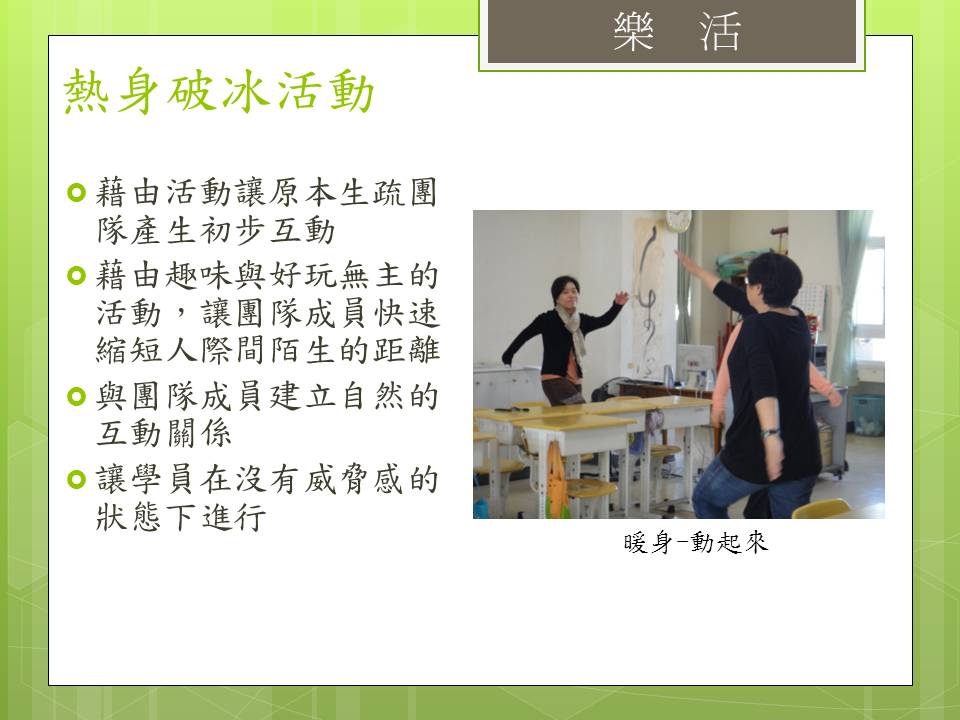 樂 活
熱身破冰活動
藉由活動讓原本生疏團
隊產生初步互動
藉由趣味與好玩無主的
活動，讓團隊成員快速
縮短人際間陌生的距離
與團隊成員建立自然的
互動關係
讓學員在沒有威脅感的
狀態下進行
暖身-動起來